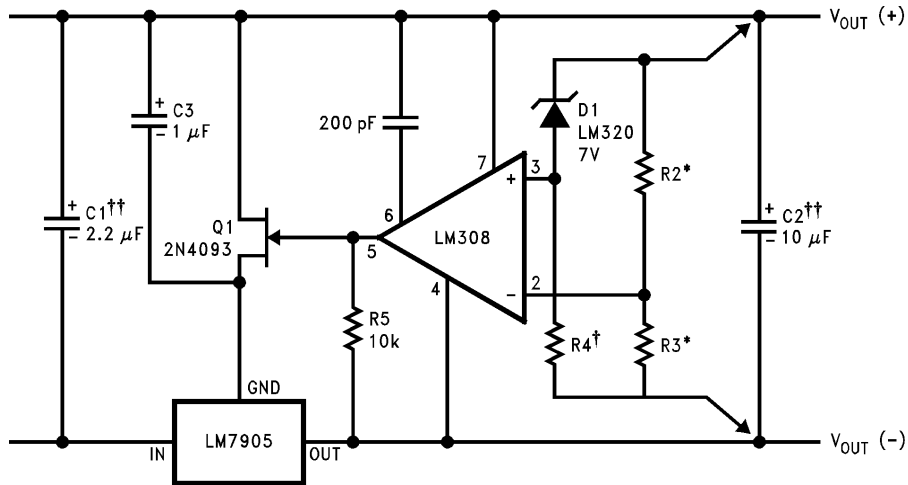 V OUT (+)
+
C3
1 µF
−
200 pF
D1
LM320
7V
7
3
+
R2*
6
+
C1††
2.2 µF
−
Q1
2N4093
LM308
5
+
C2††
10 µF
−
4
2
−
R5
10k
R4†
R3*
GND
LM7905
IN
OUT
V OUT (−)